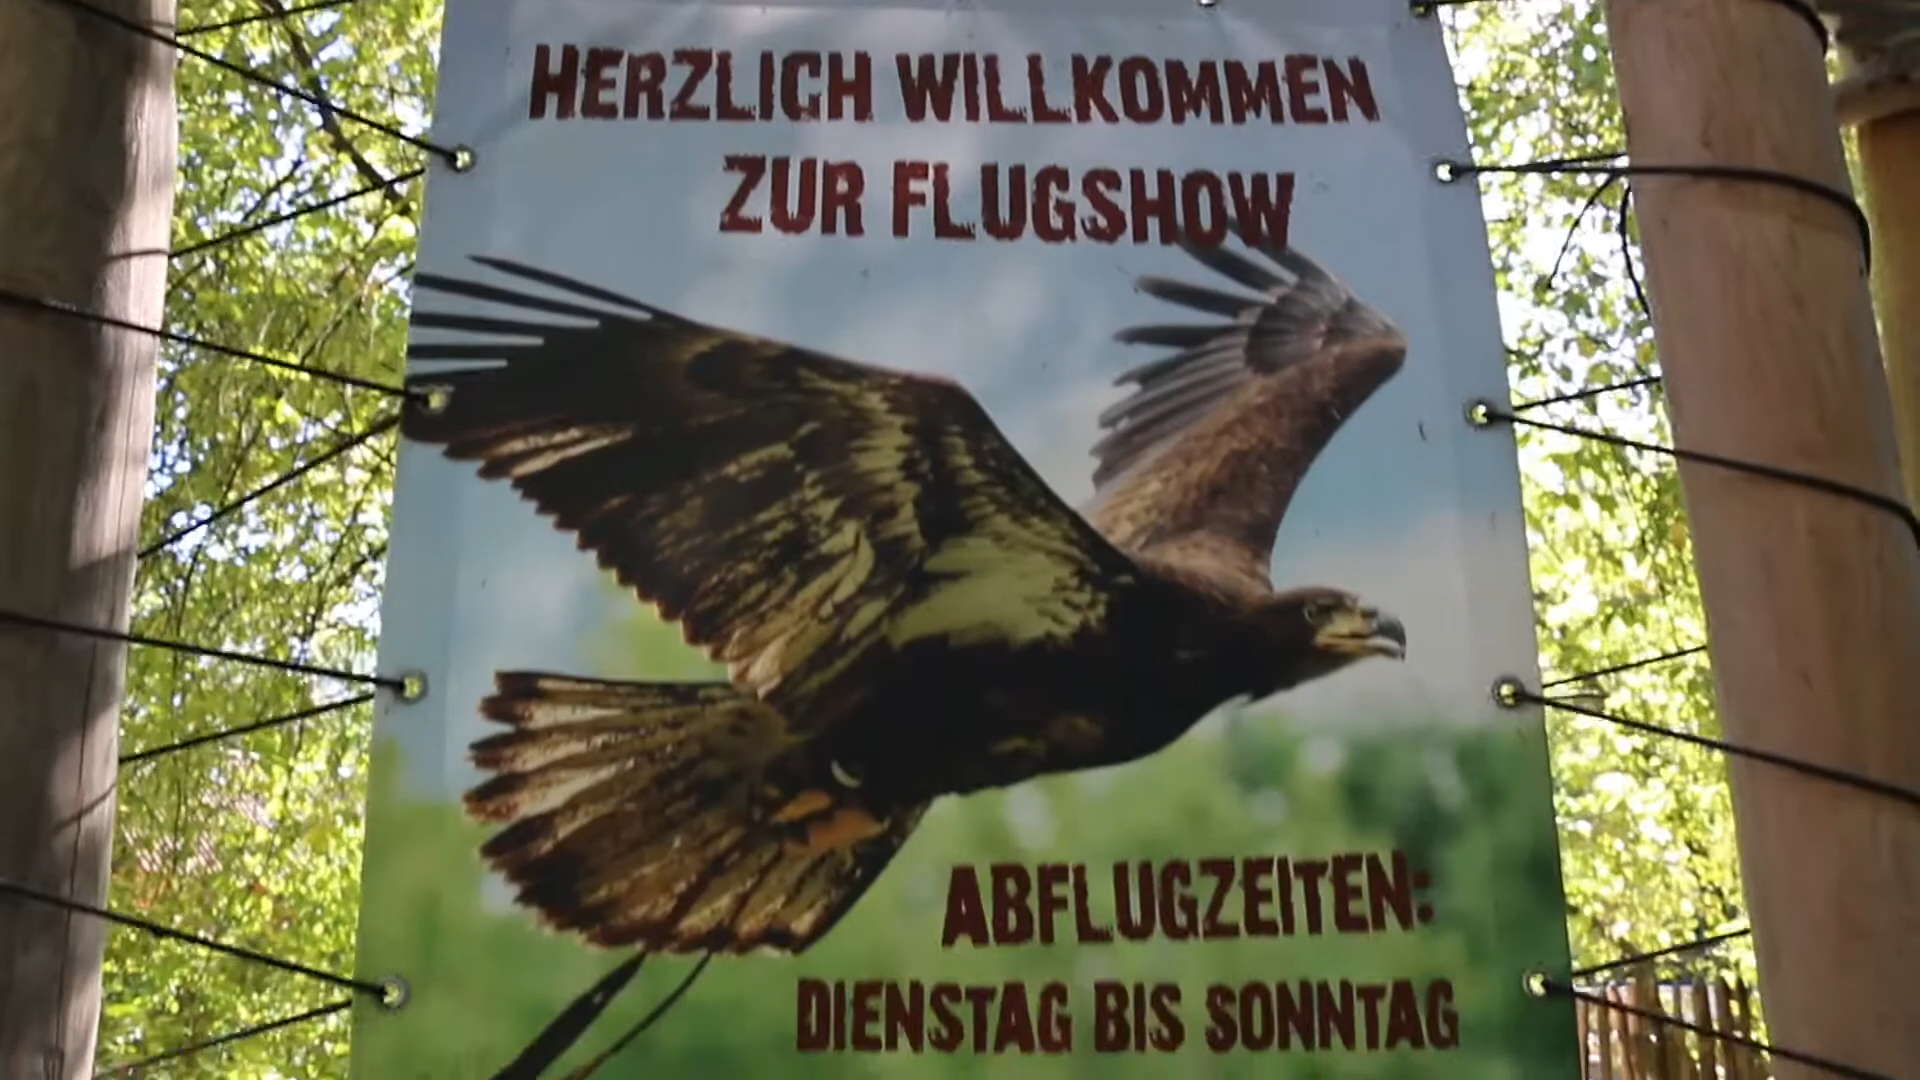 HERZLICH WILLKOMMEN
ZUR FLUGSHOW
ABFLUGZEITEN:
DIENSTAG BIS SONNTAG